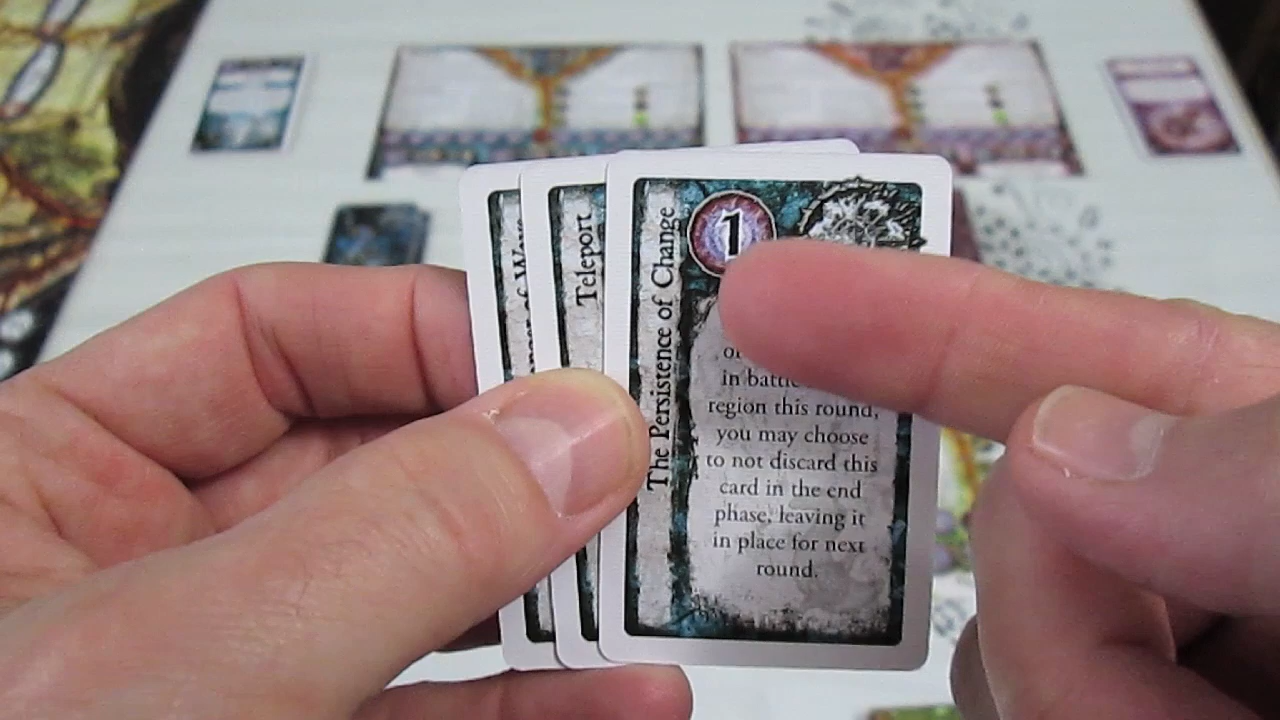 of W
Teleport
The Persistence of Change
1
in
region this round,
you may choose
to not discard this
card in the end
phase, leaving it
in place for next
round.